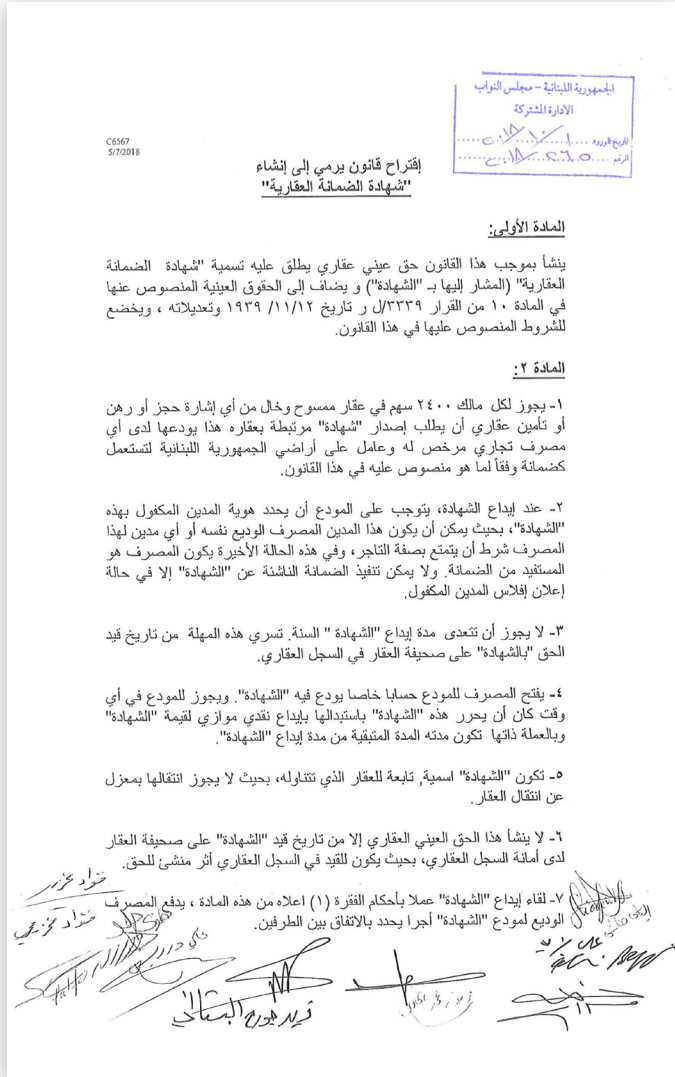 الجمهورية اللبنانية - مجلس النواب
الادارة المشتركة
تاريخ الورود
الرقم
C6567
5/7/2018
إقتراح قانون يرمي إلى إنشاء
"شهادة الضمانة العقارية"
المادة الأولى:
ينشأ بموجب هذا القانون حق عيني عقاري يطلق عليه تسمية "شهادة الضمانة
العقارية" (المشار إليها بـ "الشهادة") و يضاف إلى الحقوق العينية المنصوص عنها
في المادة ١٠ من القرار ٣٣٣٩/ل ر تاريخ ١١/١٢/ ١٩٣٩ وتعديلاته ، ويخضع
للشروط المنصوص عليها في هذا القانون.
المادة ٢:
١- يجوز لكل مالك ٢٤٠٠ سهم في عقار ممسوح وخال من أي إشارة حجز أو رهن
أو تأمين عقاري أن يطلب إصدار "شهادة" مرتبطة بعقاره هذا يودعها لدى أي
مصرف تجاري مرخص له وعامل على أراضي الجمهورية اللبنانية لتستعمل
كضمانة وفقاً لما هو منصوص عليه في هذا القانون.
٢- عند إيداع الشهادة، يتوجب على المودع أن يحدد هوية المدين المكفول بهذه
"الشهادة"، بحيث يمكن أن يكون هذا المدين المصرف الوديع نفسه أو أي مدين لهذا
المصرف شرط أن يتمتع بصفة التاجر، وفي هذه الحالة الأخيرة يكون المصرف هو
المستفيد من الضمانة. ولا يمكن تنفيذ الضمانة الناشئة عن "الشهادة" إلا في حالة
إعلان إفلاس المدين المكفول.
٣- لا يجوز أن تتعدى مدة إيداع "الشهادة " السنة. تسري هذه المهلة من تاريخ قيد
الحق "بالشهادة" على صحيفة العقار في السجل العقاري.
٤- يفتح المصرف للمودع حسابا خاصا يودع فيه "الشهادة". ويجوز للمودع في أي
وقت كان أن يحرر هذه "الشهادة" باستبدالها بإيداع نقدي موازي لقيمة "الشهادة"
وبالعملة ذاتها تكون مدته المدة المتبقية من مدة إيداع "الشهادة".
٥- تكون "الشهادة" اسمية, تابعة للعقار الذي تتناوله، بحيث لا يجوز انتقالها بمعزل
عن انتقال العقار.
٦- لا ينشأ هذا الحق العيني العقاري إلا من تاريخ قيد "الشهادة" على صحيفة العقار
لدى أمانة السجل العقاري، بحيث يكون للقيد في السجل العقاري أثر منشئ للحق.
٧- لقاء إيداع "الشهادة" عملا بأحكام الفقرة (١) اعلاه من هذه المادة ، يدفع المصرف
الوديع لمودع "الشهادة" أجرا يحدد بالاتفاق بين الطرفين.
فؤاد مخزومي
فريد جورج البستاني